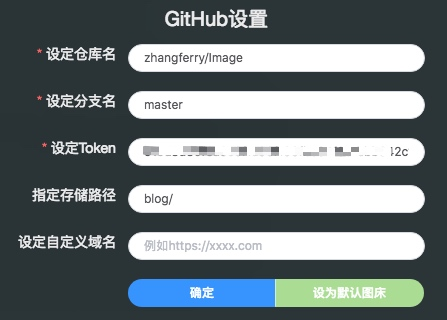 GitHub设置
* 设定仓库名 zhangferry/Image
* 设定分支名 master
* 设定Token
指定存储路径 blog/
设定自定义域名 例如https://xxxx.com
确定 设为默认图床